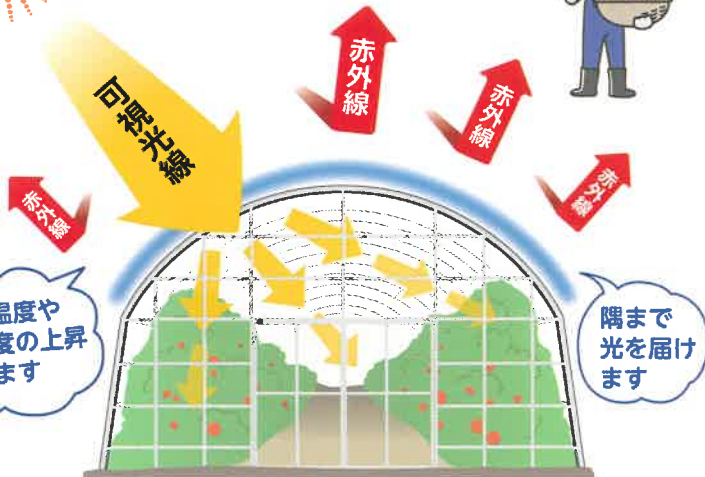 赤外線
可視光線
赤外線
赤外線
赤外線
温度や
度の上昇
ます
隅まで
光を届け
ます